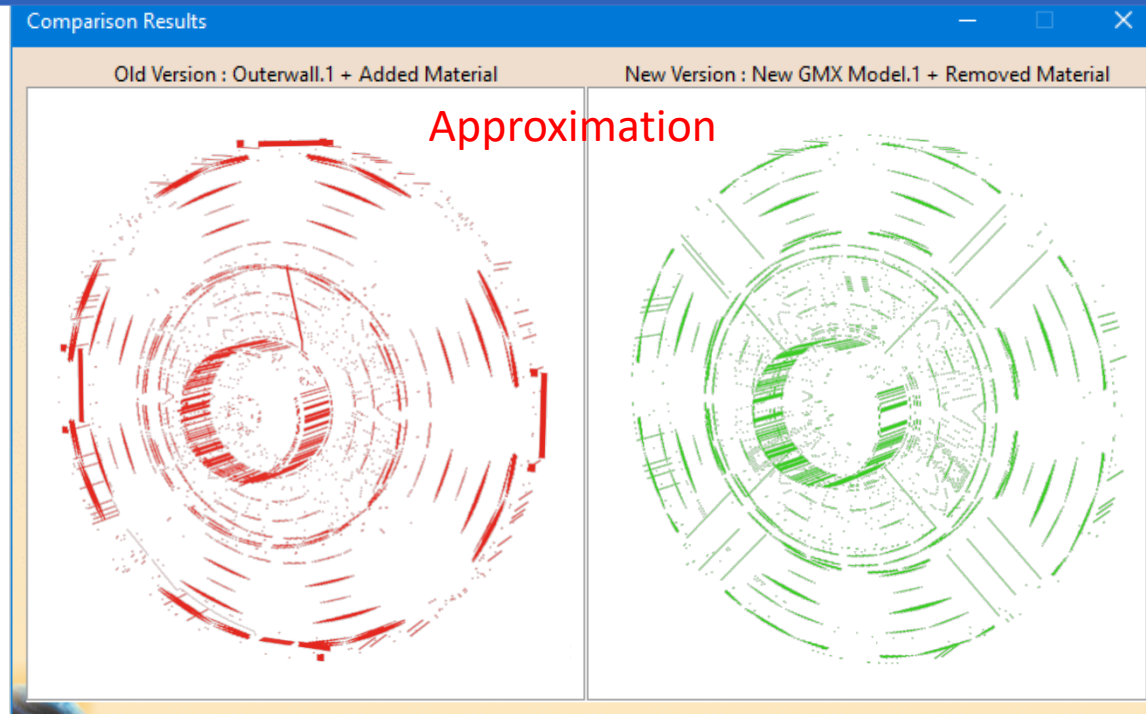 Comparison Results
Old Version : Outerwall.1 + Added Material
New Version : New GMX Model.1 + Removed Material
Approximation